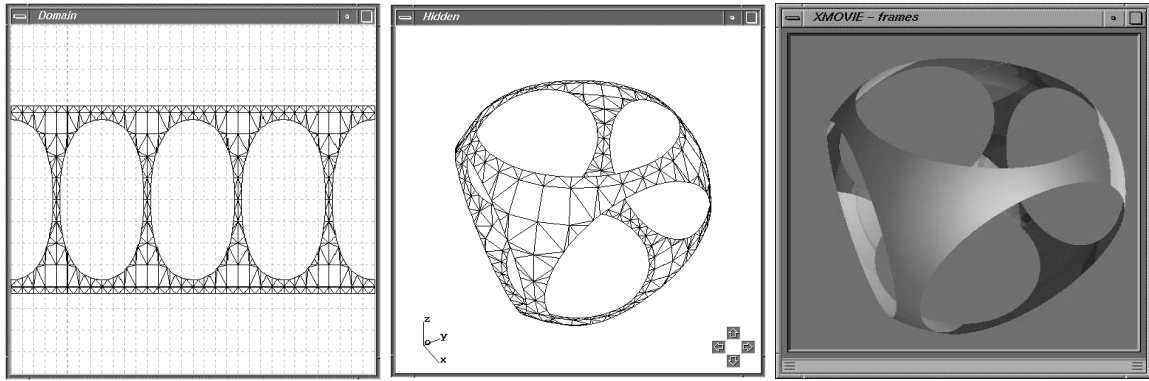 Domain
Hidden
XMOVIE - frames
z
y
x